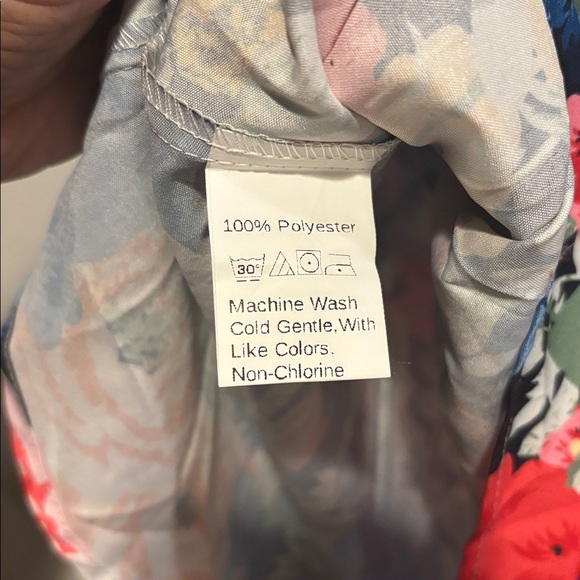 100% Polyester
30°
Machine Wash
Cold Gentle,With
Like Colors,
Non-Chlorine